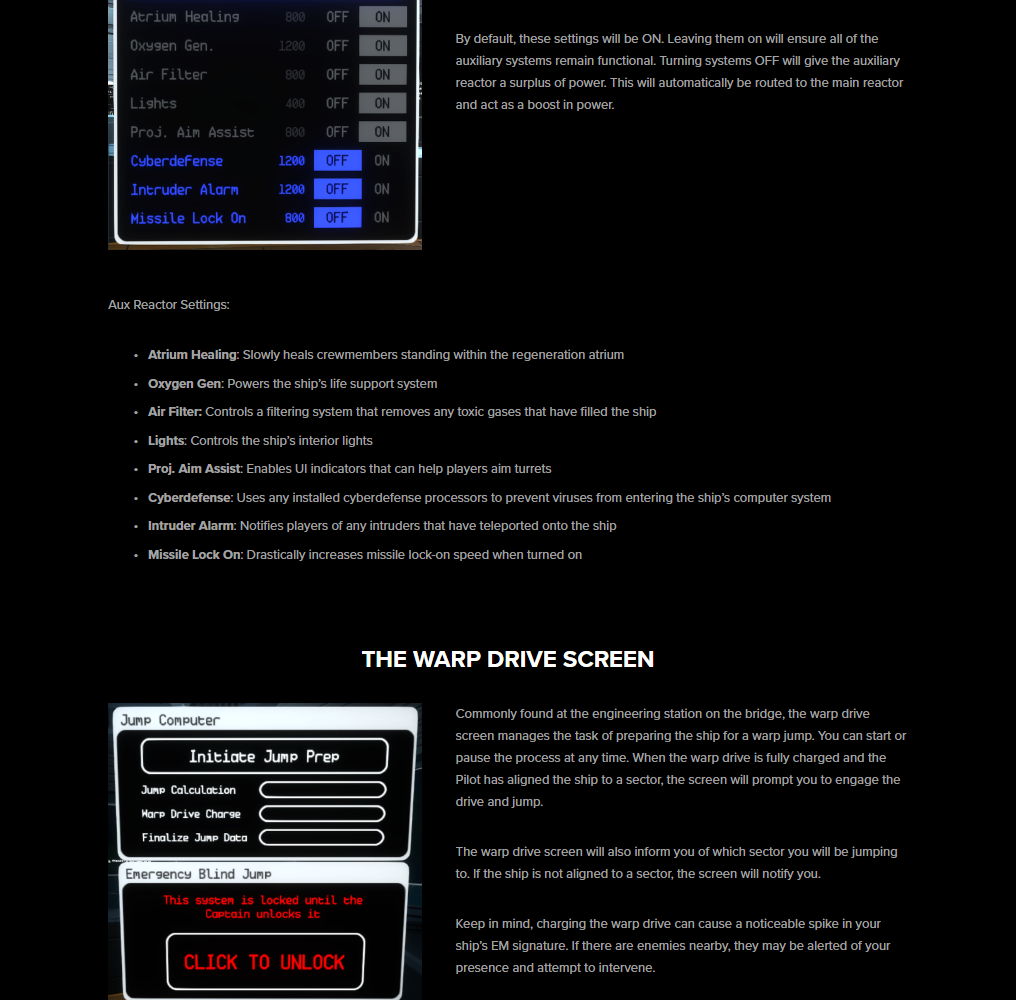 Atrium Healing 800 OFF ON
Oxygen Gen. 1200 OFF ON
Air Filter 800 OFF ON
Lights 400 OFF ON
Proj. Aim Assist 800 OFF ON
Cyberdefense 1200 OFF ON
Intruder Alarm 1200 OFF ON
Missile Lock On 800 OFF ON
By default, these settings will be ON. Leaving them on will ensure all of the
auxiliary systems remain functional. Turning systems OFF will give the auxiliary
reactor a surplus of power. This will automatically be routed to the main reactor
and act as a boost in power.
Aux Reactor Settings:
• Atrium Healing: Slowly heals crewmembers standing within the regeneration atrium
• Oxygen Gen: Powers the ship’s life support system
• Air Filter: Controls a filtering system that removes any toxic gases that have filled the ship
• Lights: Controls the ship’s interior lights
• Proj. Aim Assist: Enables UI indicators that can help players aim turrets
• Cyberdefense: Uses any installed cyberdefense processors to prevent viruses from entering the ship’s computer system
• Intruder Alarm: Notifies players of any intruders that have teleported onto the ship
• Missile Lock On: Drastically increases missile lock-on speed when turned on
THE WARP DRIVE SCREEN
Jump Computer
Initiate Jump Prep
Jump Calculation
Warp Drive Charge
Finalize Jump Data
Emergency Blind Jump
This system is locked until the
Captain unlocks it
CLICK TO UNLOCK
Commonly found at the engineering station on the bridge, the warp drive
screen manages the task of preparing the ship for a warp jump. You can start or
pause the process at any time. When the warp drive is fully charged and the
Pilot has aligned the ship to a sector, the screen will prompt you to engage the
drive and jump.
The warp drive screen will also inform you of which sector you will be jumping
to. If the ship is not aligned to a sector, the screen will notify you.
Keep in mind, charging the warp drive can cause a noticeable spike in your
ship’s EM signature. If there are enemies nearby, they may be alerted of your
presence and attempt to intervene.